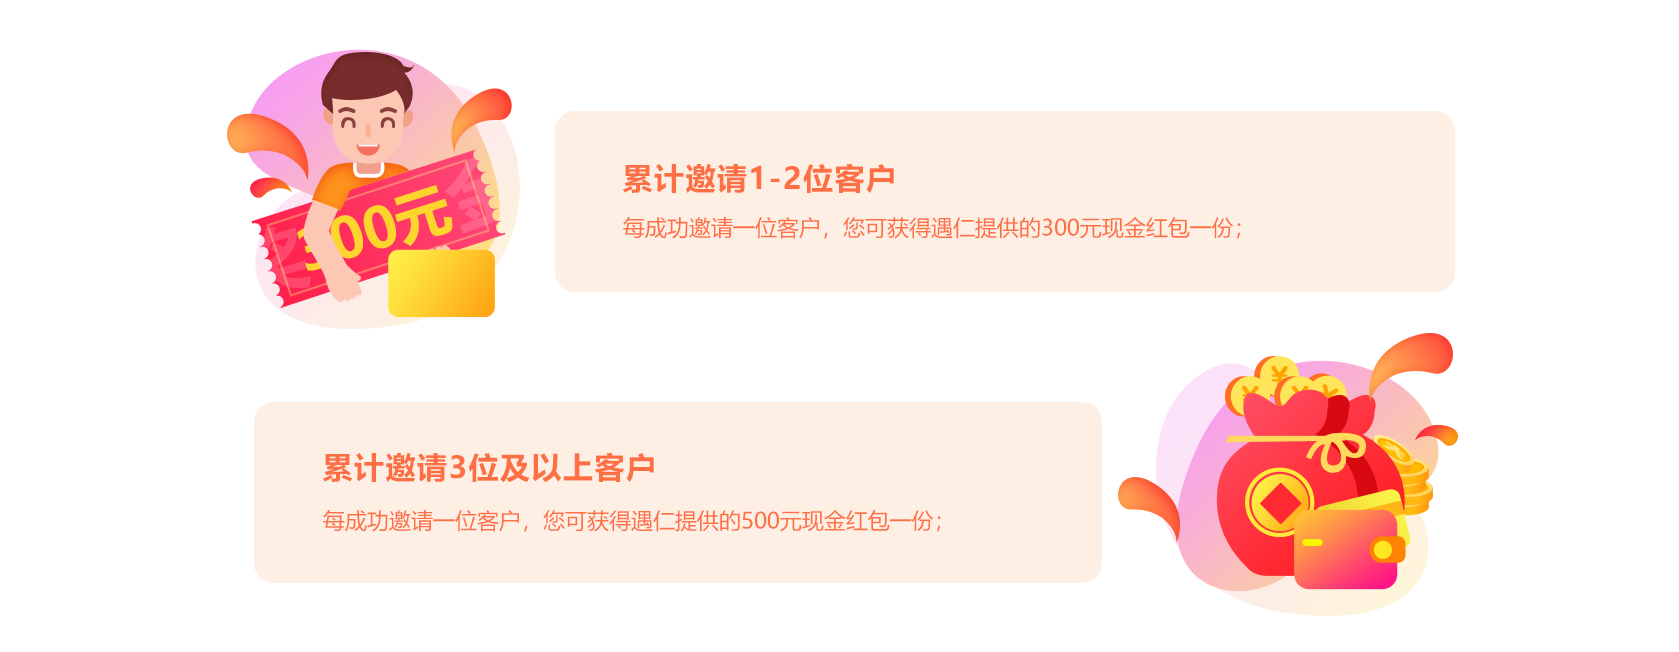 300元
累计邀请1-2位客户
每成功邀请一位客户，您可获得遇仁提供的300元现金红包一份；
累计邀请3位及以上客户
每成功邀请一位客户，您可获得遇仁提供的500元现金红包一份；